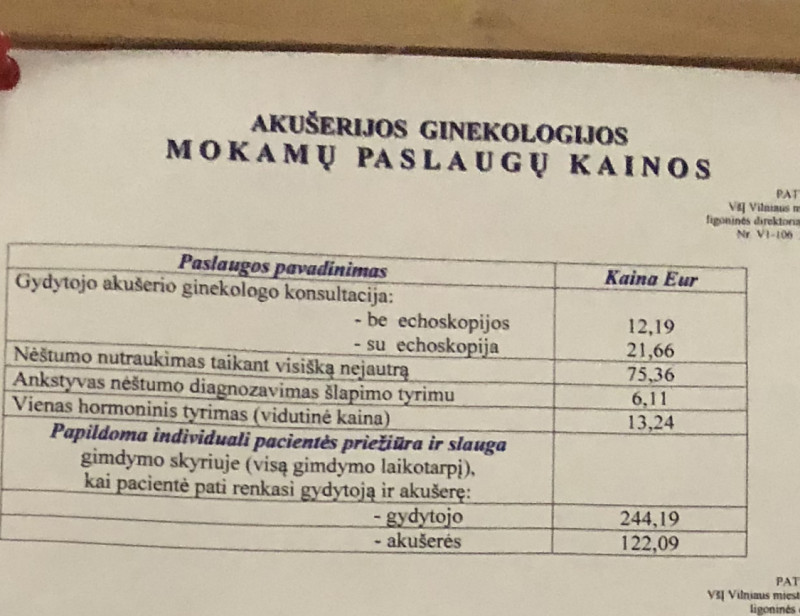 AKUŠERIJOS GINEKOLOGIJOS
MOKAMŲ PASLAUGŲ KAINOS
PAT
VšĮ Vilniaus m
ligoninės direktoria
Nr. V1-106
Paslaugos pavadinimas Kaina Eur
Gydytojo akušerio ginekologo konsultacija:
- be echoskopijos 12,19
- su echoskopija 21,66
Nėštumo nutraukimas taikant visišką nejautrą 75,36
Ankstyvas nėštumo diagnozavimas šlapimo tyrimu 6,11
Vienas hormoninis tyrimas (vidutinė kaina) 13,24
Papildoma individuali pacientės priežiūra ir slauga
gimdymo skyriuje (visą gimdymo laikotarpį),
kai pacientė pati renkasi gydytoją ir akušerę:
- gydytojo 244,19
- akušerės 122,09
PAT
VšĮ Vilniaus miest
ligoninės